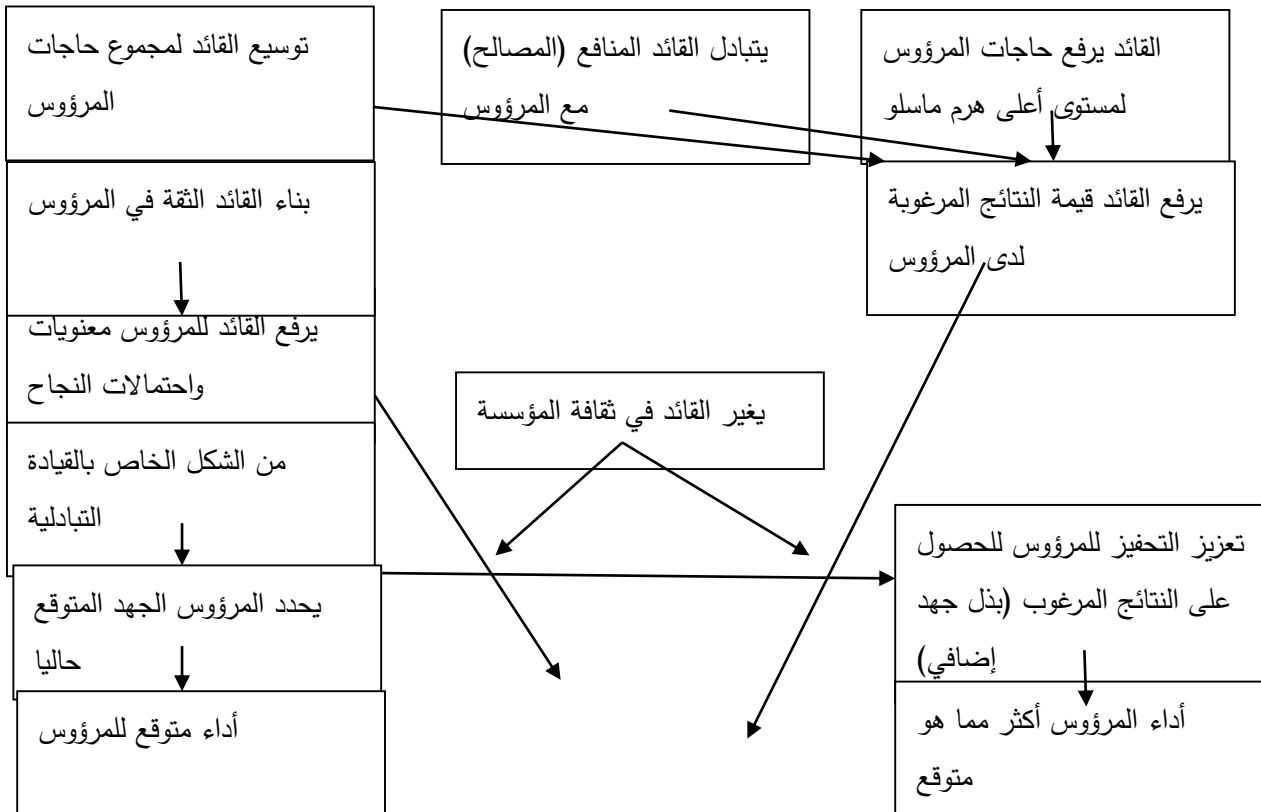 توسيع القائد لمجموع حاجات
المرؤوس
يتبادل القائد المنافع (المصالح)
مع المرؤوس
القائد يرفع حاجات المرؤوس
لمستوى أعلى هرم ماسلو
بناء القائد الثقة في المرؤوس
يرفع القائد قيمة النتائج المرغوبة
لدى المرؤوس
يرفع القائد للمرؤوس معنويات
واحتمالات النجاح
يغير القائد في ثقافة المؤسسة
من الشكل الخاص بالقيادة
التبادلية
تعزيز التحفيز للمرؤوس للحصول
على النتائج المرغوب (بذل جهد
إضافي)
يحدد المرؤوس الجهد المتوقع
حاليا
أداء متوقع للمرؤوس
أداء المرؤوس أكثر مما هو
متوقع